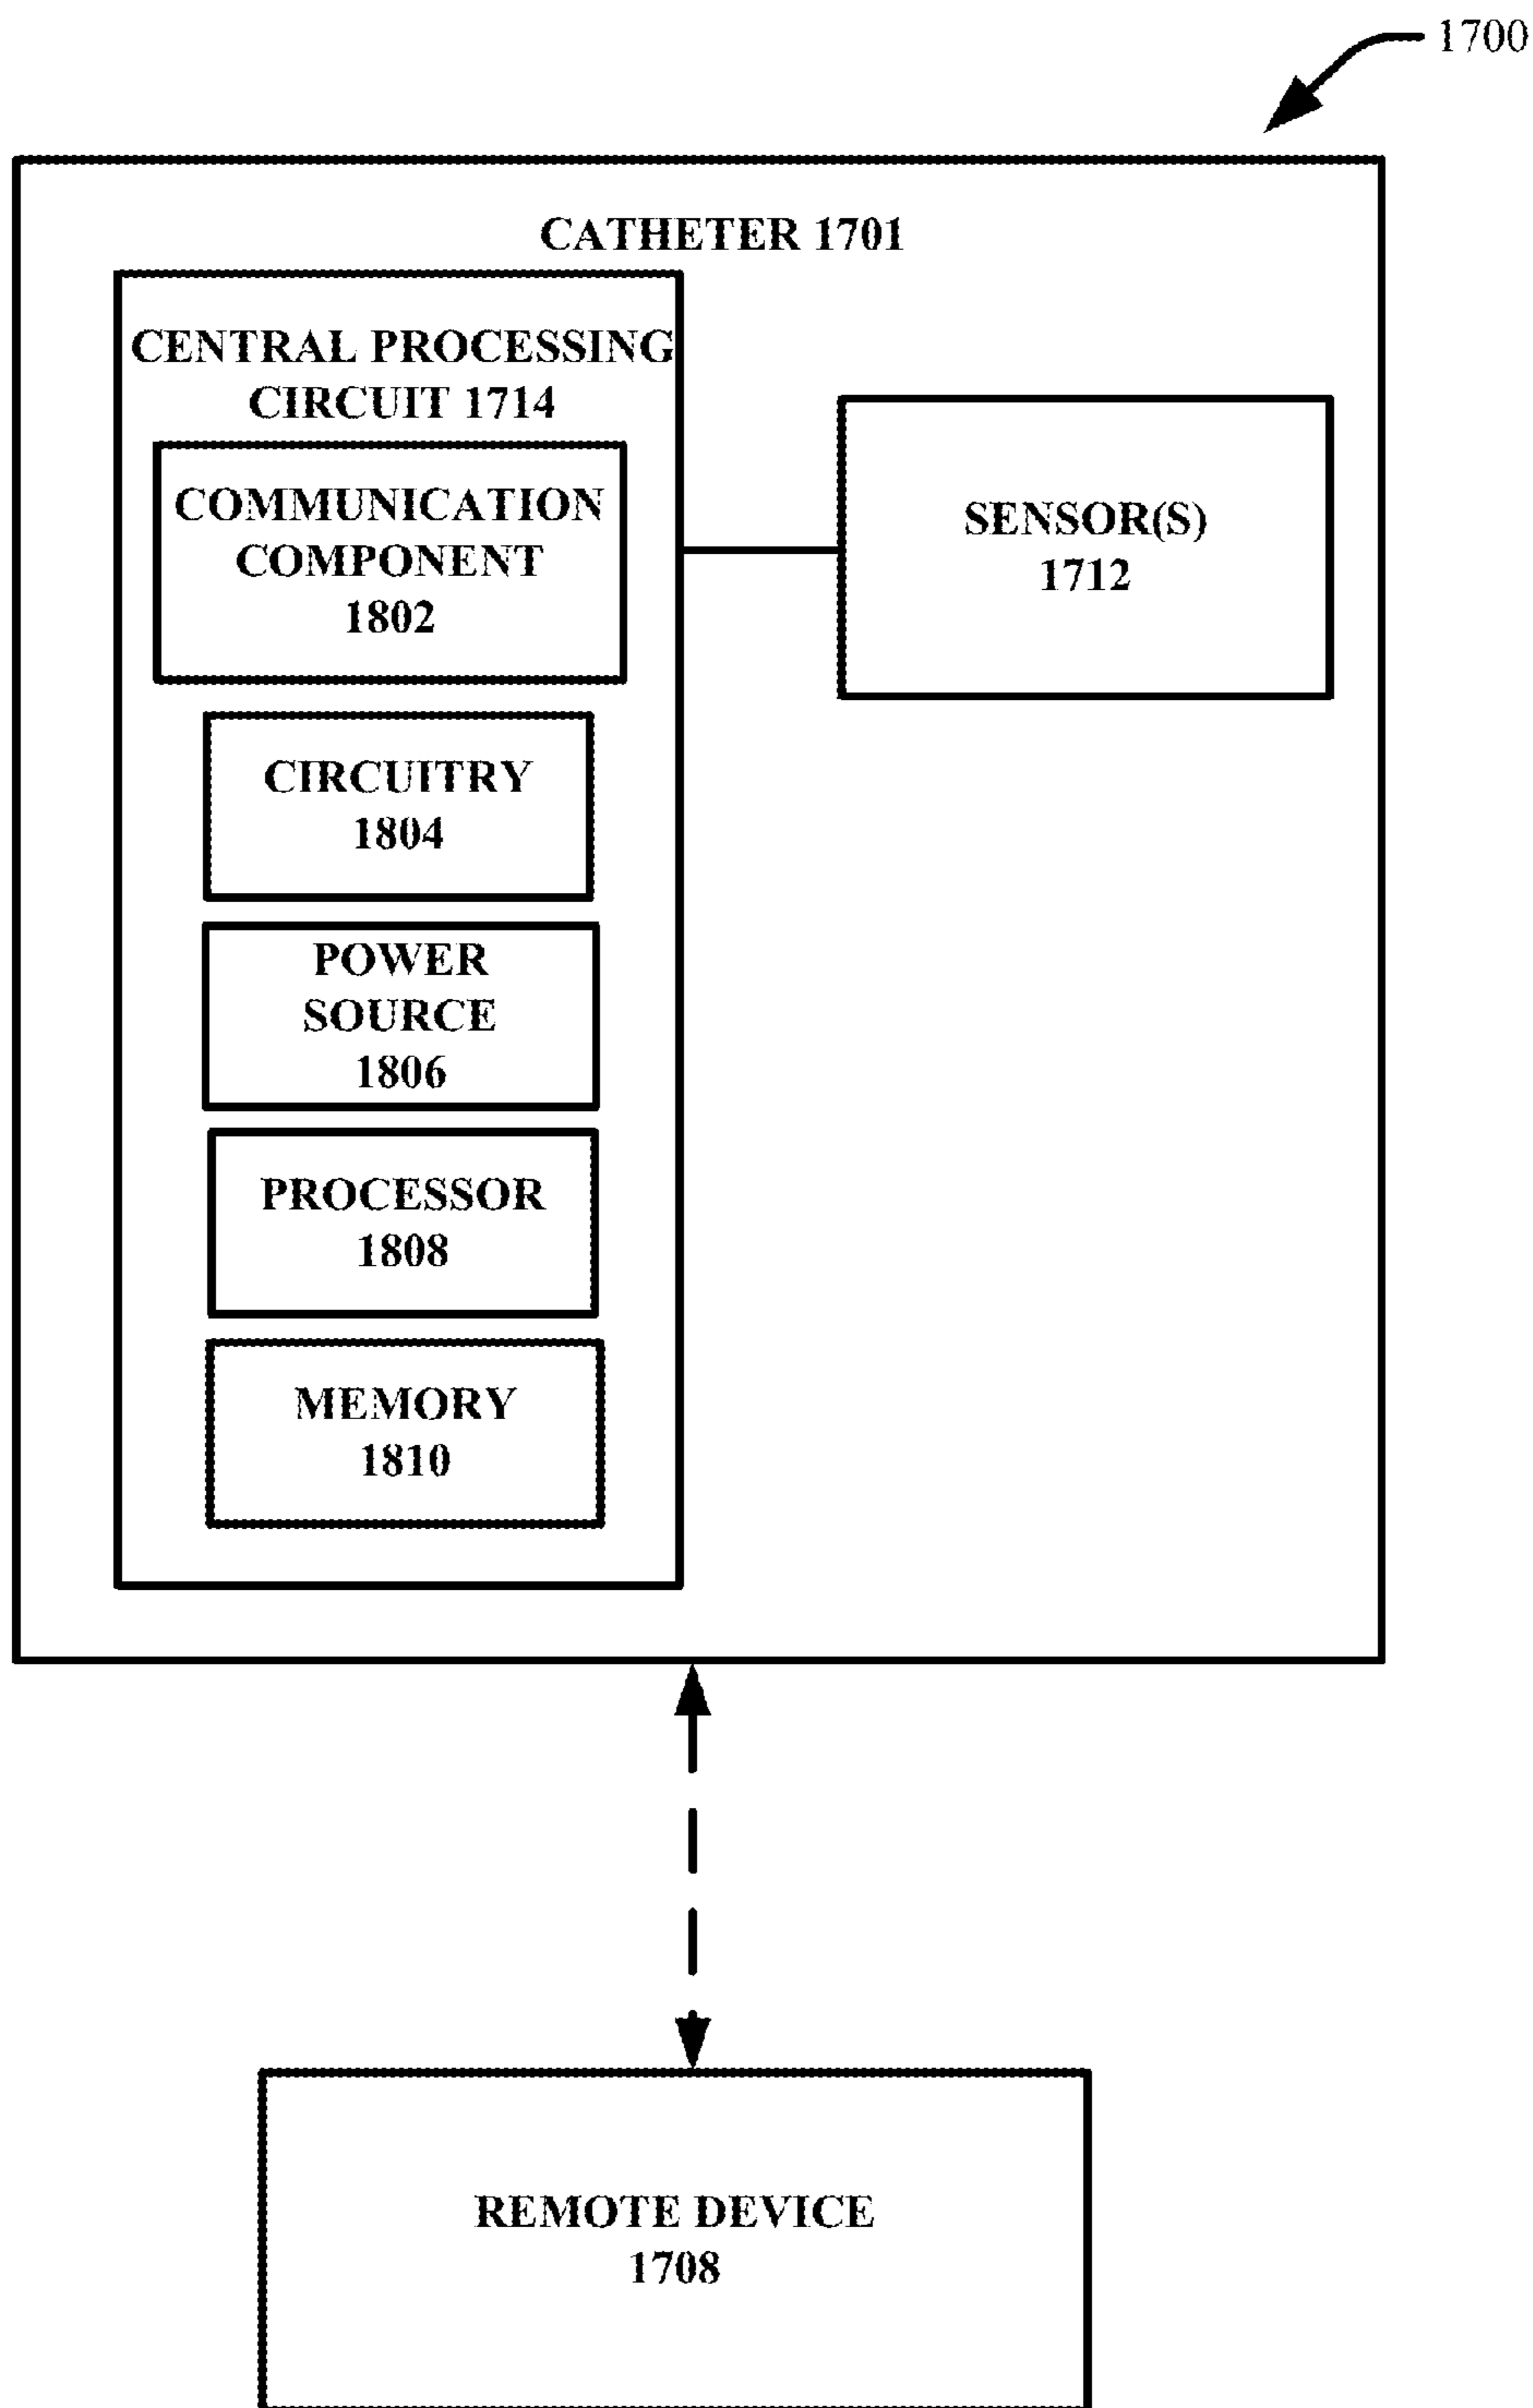 1700
CATHETER 1701
CENTRAL PROCESSING
CIRCUIT 1714
COMMUNICATION
COMPONENT
1802
SENSOR(S)
1712
CIRCUITRY
1804
POWER
SOURCE
1806
PROCESSOR
1808
MEMORY
1810
REMOTE DEVICE
1708